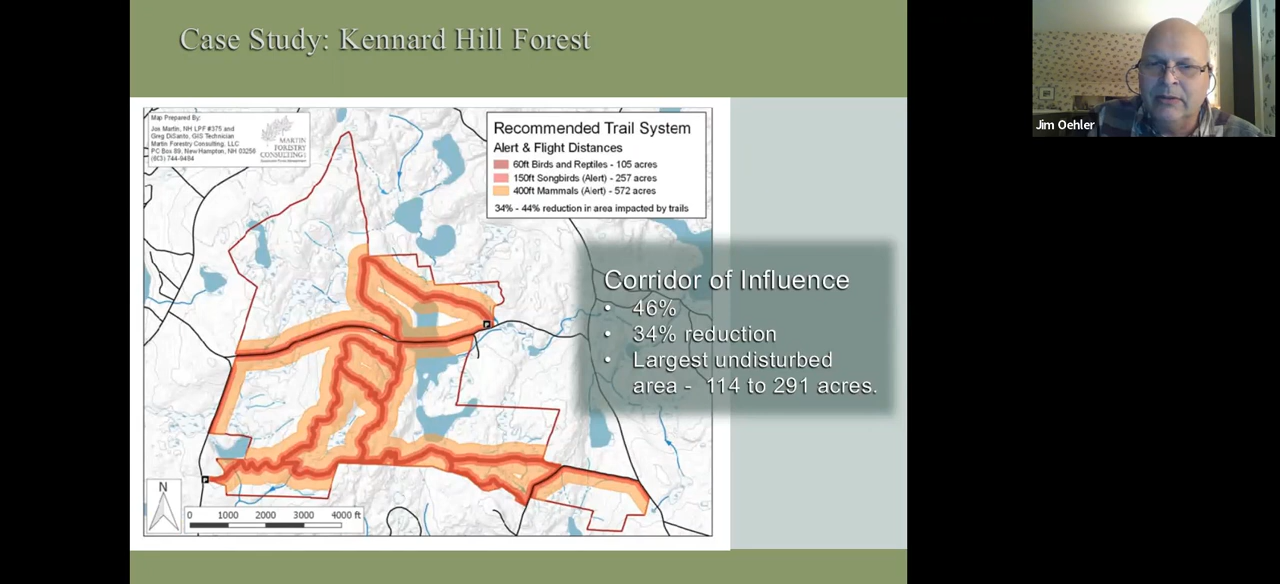 Case Study: Kennard Hill Forest
Map Prepared By:
Jos Martin, NH LPF #375 and
Greg DiSanto, GIS Technician
Martin Forestry Consulting, LLC
PO Box 89, New Hampton, NH 03256
(603) 744-9484
MARTIN
FORESTRY
CONSULTING
Recommended Trail System
Alert & Flight Distances
60ft Birds and Reptiles - 105 acres
150ft Songbirds (Alert) - 257 acres
400ft Mammals (Alert) - 572 acres
34% - 44% reduction in area impacted by trails
Corridor of Influence
• 46%
• 34% reduction
• Largest undisturbed
area - 114 to 291 acres.
P
P
N
0 1000 2000 3000 4000 ft
Jim Oehler